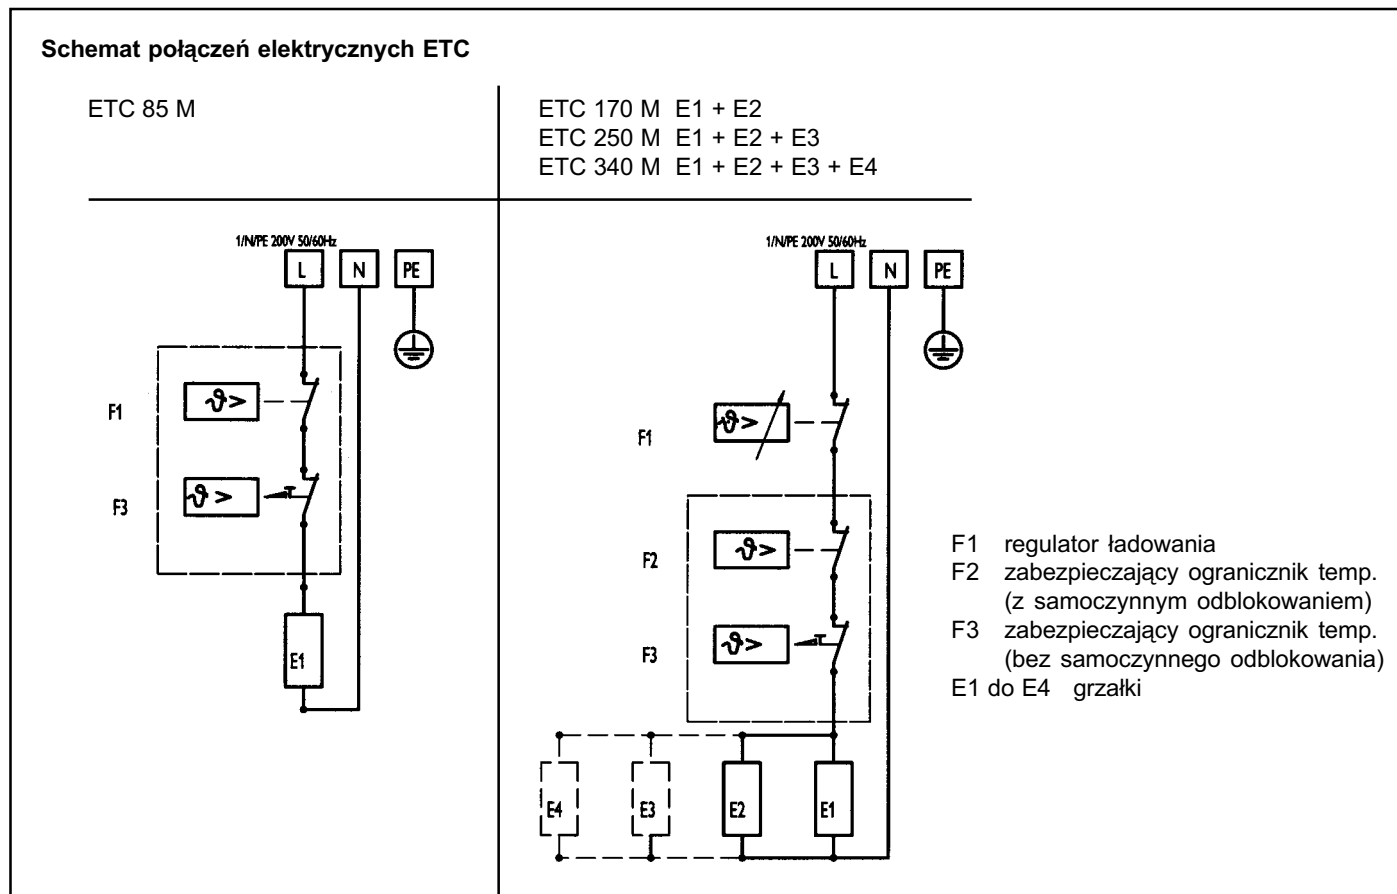 Schemat połączeń elektrycznych ETC
ETC 85 M
ETC 170 M E1 + E2
ETC 250 M E1 + E2 + E3
ETC 340 M E1 + E2 + E3 + E4
1/N/PE 200V 50/60Hz
L N PE
F1 ϑ>
F3 ϑ>
E1
1/N/PE 200V 50/60Hz
L N PE
F1 ϑ>
F2 ϑ>
F3 ϑ>
E4 E3 E2 E1
F1 regulator ładowania
F2 zabezpieczający ogranicznik temp.
(z samoczynnym odblokowaniem)
F3 zabezpieczający ogranicznik temp.
(bez samoczynnego odblokowania)
E1 do E4 grzałki